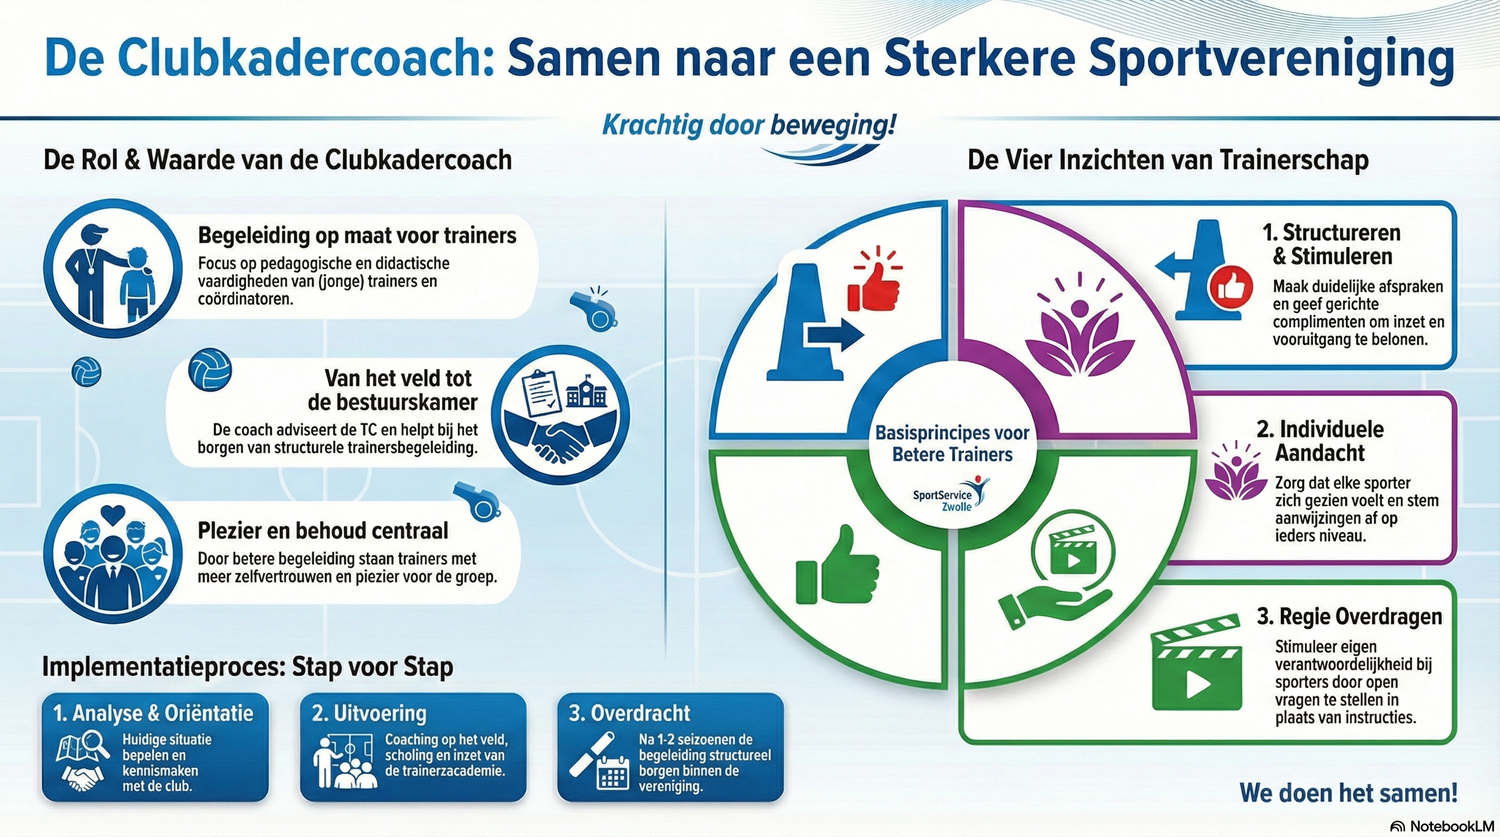 De Clubkadercoach: Samen naar een Sterkere Sportvereniging
Krachtig door beweging!
De Rol & Waarde van de Clubkadercoach
Begeleiding op maat voor trainers
Focus op pedagogische en didactische
vaardigheden van (jonge) trainers en
coördinatoren.
Van het veld tot
de bestuurskamer
De coach adviseert de TC en helpt bij het
borgen van structurele trainersbegeleiding.
Plezier en behoud centraal
Door betere begeleiding staan trainers met
meer zelfvertrouwen en piezier voor de groep.
Implementatieproces: Stap voor Stap
1. Analyse & Oriëntatie
Huidige situatie
bepelen en
kennismaken
met de club.
2. Uitvoering
Coaching op het veld,
scholing en inzet van
de trainerzacademie.
3. Overdracht
Na 1-2 seizoenen de
begeleiding structureel
borgen binnen de
vereniging.
De Vier Inzichten van Trainerschap
Basisprincipes voor
Betere Trainers
SportService
Zwolle
1. Structureren
& Stimuleren
Maak duidelijke afspraken
en geef gerichte
complimenten om inzet en
vooruitgang te belonen.
2. Individuele
Aandacht
Zorg dat elke sporter
zich gezien voelt en stem
aanwijzingen af op
ieders niveau.
3. Regie Overdragen
Stimuleer eigen
verantwoordelijkheid bij
sporters door open
vragen te stellen in
plaats van instructies.
We doen het samen!
NotebookLM